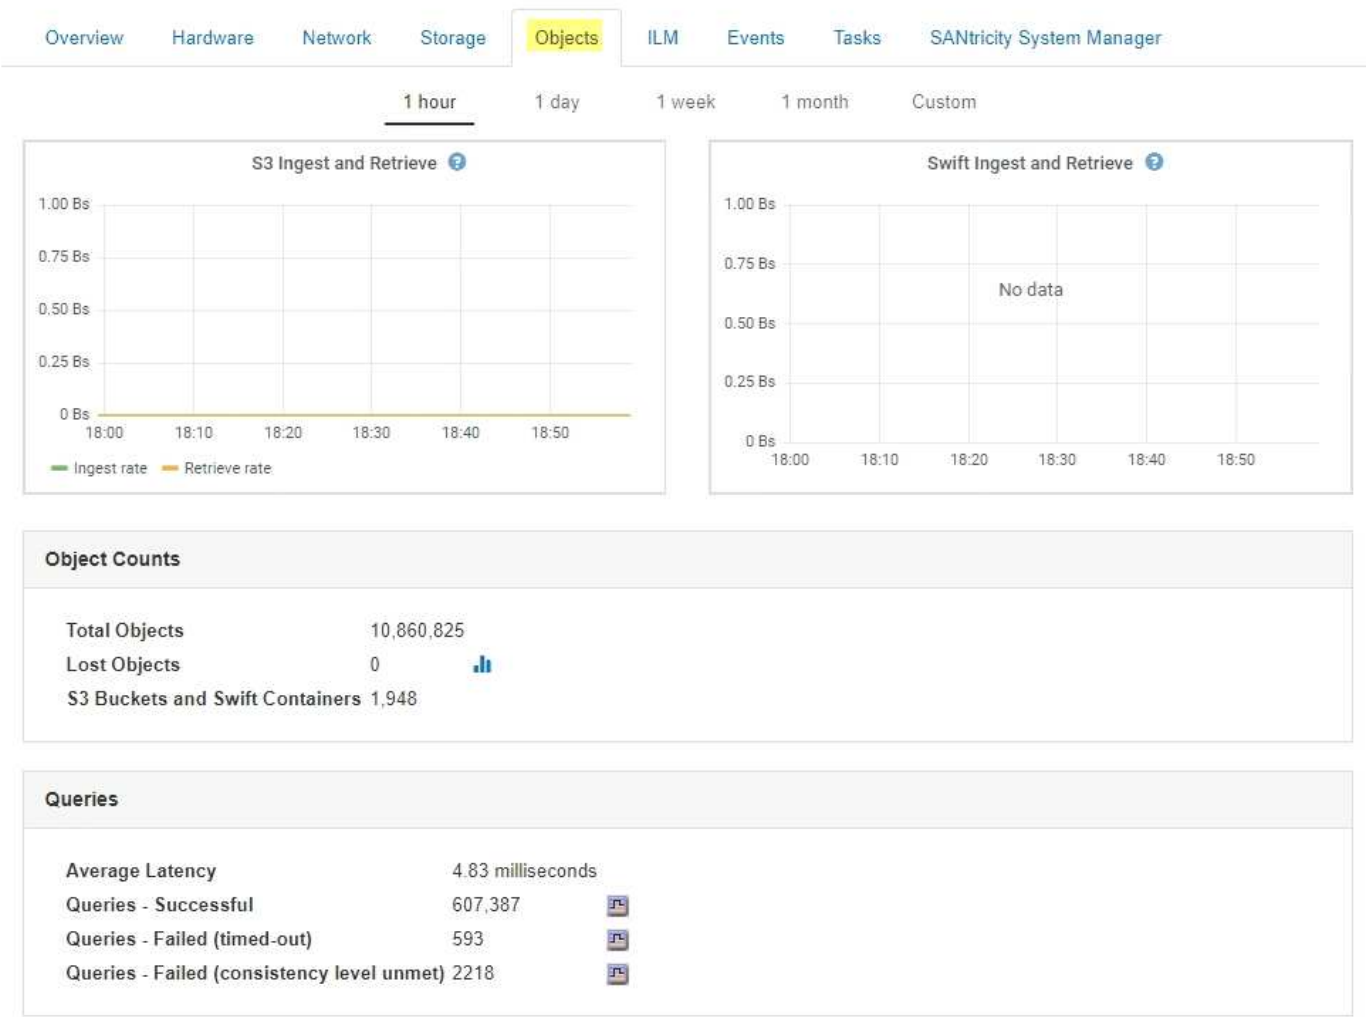 Overview Hardware Network Storage Objects ILM Events Tasks SANtricity System Manager
1 hour 1 day 1 week 1 month Custom
S3 Ingest and Retrieve ?
1.00 Bs
0.75 Bs
0.50 Bs
0.25 Bs
0 Bs
18:00 18:10 18:20 18:30 18:40 18:50
Ingest rate Retrieve rate
Swift Ingest and Retrieve ?
1.00 Bs
0.75 Bs
No data
0.50 Bs
0.25 Bs
0 Bs
18:00 18:10 18:20 18:30 18:40 18:50
Object Counts
Total Objects 10,860,825
Lost Objects 0
S3 Buckets and Swift Containers 1,948
Queries
Average Latency 4.83 milliseconds
Queries - Successful 607,387
Queries - Failed (timed-out) 593
Queries - Failed (consistency level unmet) 2218